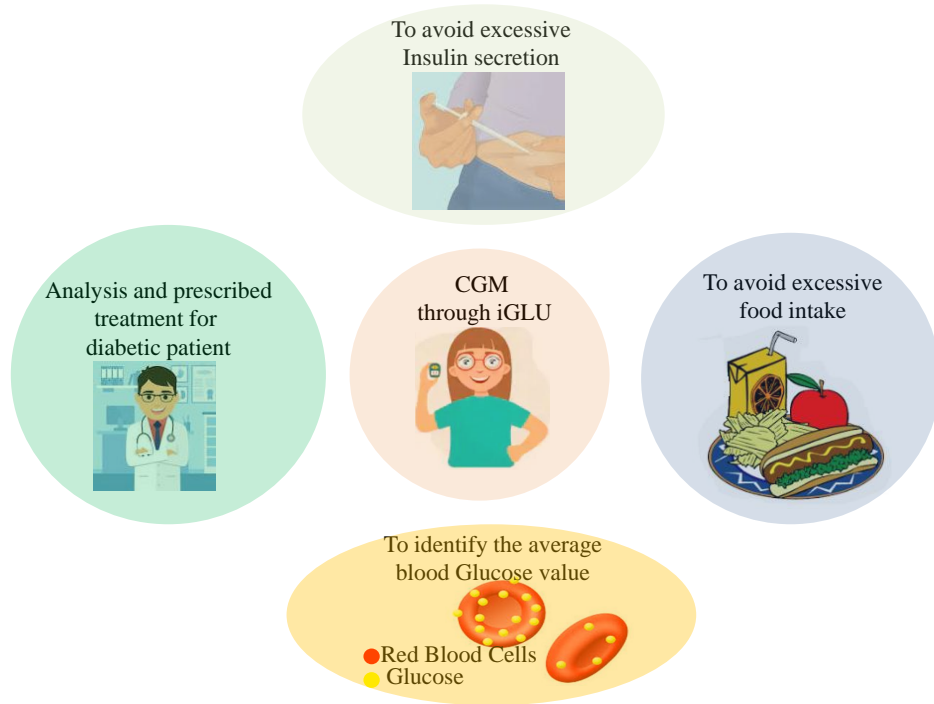 To avoid excessive
Insulin secretion
Analysis and prescribed
treatment for
diabetic patient
CGM
through iGLU
To avoid excessive
food intake
To identify the average
blood Glucose value
Red Blood Cells
Glucose